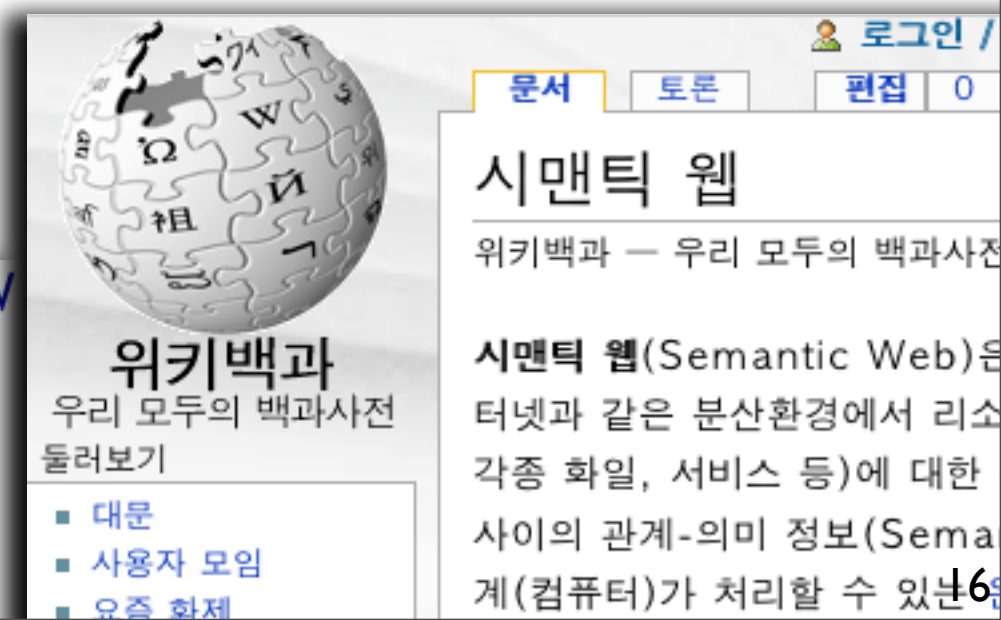 로그인 /
문서 토론 편집 0
시맨틱 웹
위키백과 — 우리 모두의 백과사전
시맨틱 웹(Semantic Web)은
터넷과 같은 분산환경에서 리소
각종 화일, 서비스 등)에 대한
사이의 관계-의미 정보(Sema
계(컴퓨터)가 처리할 수 있는
16
W
Ω
И
祖
위키백과
우리 모두의 백과사전
둘러보기
대문
사용자 모임
요즘 화제